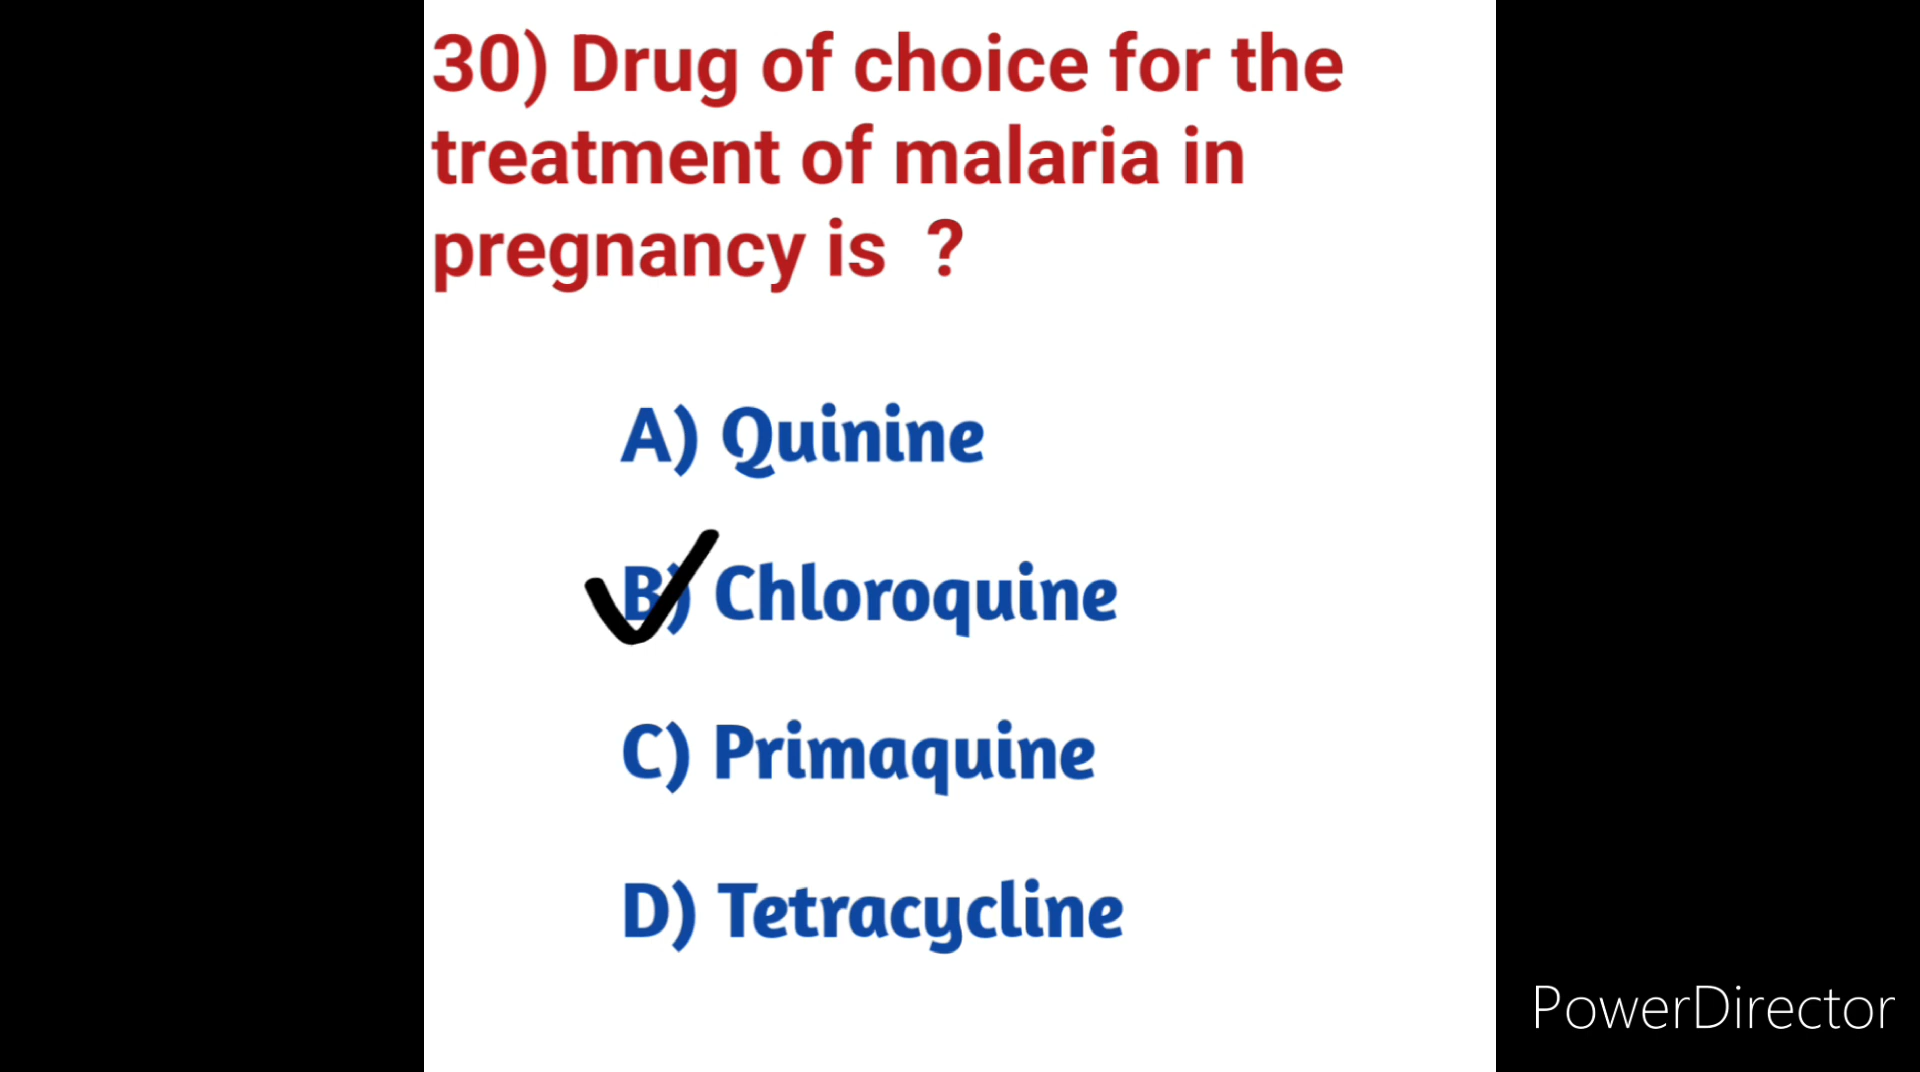 30) Drug of choice for the
treatment of malaria in
pregnancy is ?
A) Quinine
B) Chloroquine
C) Primaquine
D) Tetracycline
PowerDirector